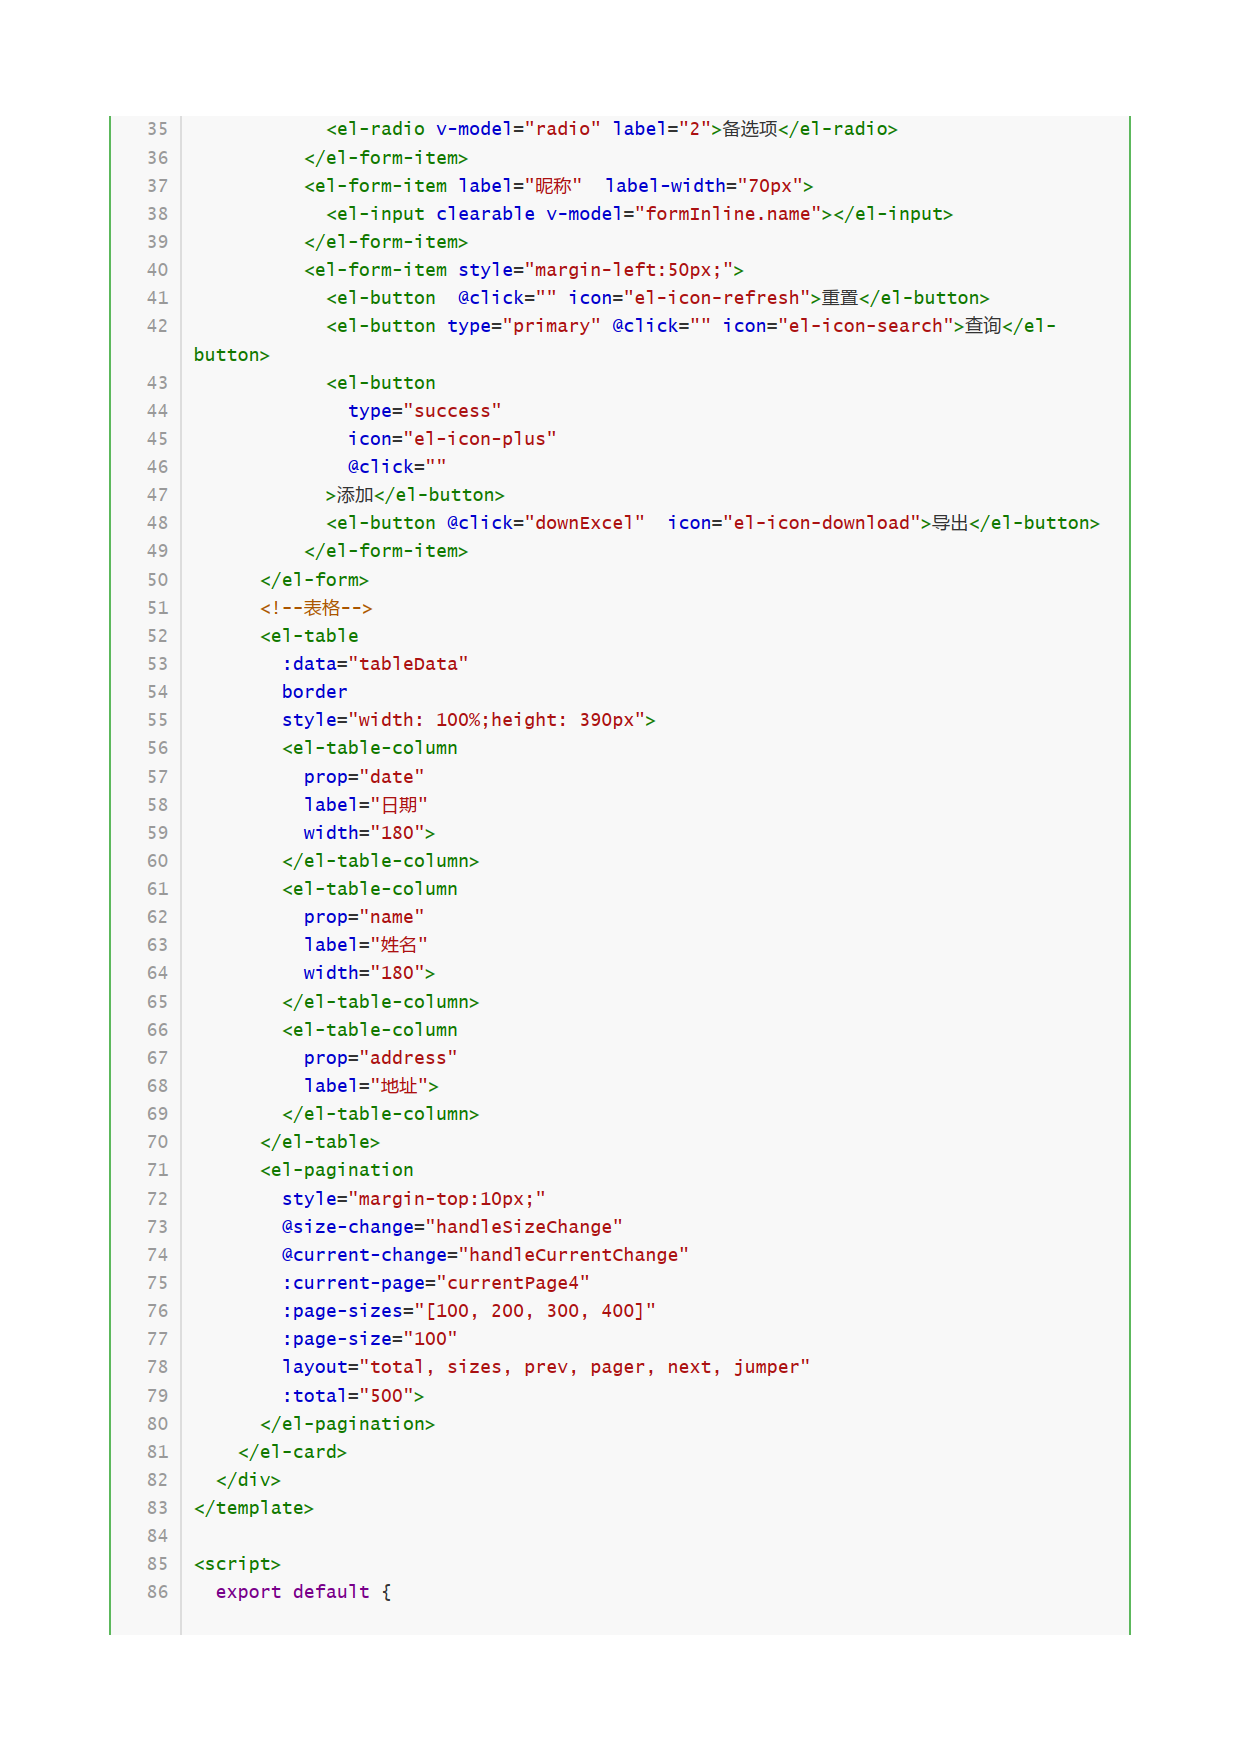 35 <el-radio v-model="radio" label="2">备选项</el-radio>
36 </el-form-item>
37 <el-form-item label="昵称"  label-width="70px">
38 <el-input clearable v-model="formInline.name"></el-input>
39 </el-form-item>
40 <el-form-item style="margin-left:50px;">
41 <el-button  @click="" icon="el-icon-refresh">重置</el-button>
42 <el-button type="primary" @click="" icon="el-icon-search">查询</el-
button>
43 <el-button
44 type="success"
45 icon="el-icon-plus"
46 @click=""
47 >添加</el-button>
48 <el-button @click="downExcel"  icon="el-icon-download">导出</el-button>
49 </el-form-item>
50 </el-form>
51 <!--表格-->
52 <el-table
53 :data="tableData"
54 border
55 style="width: 100%;height: 390px">
56 <el-table-column
57 prop="date"
58 label="日期"
59 width="180">
60 </el-table-column>
61 <el-table-column
62 prop="name"
63 label="姓名"
64 width="180">
65 </el-table-column>
66 <el-table-column
67 prop="address"
68 label="地址">
69 </el-table-column>
70 </el-table>
71 <el-pagination
72 style="margin-top:10px;"
73 @size-change="handleSizeChange"
74 @current-change="handleCurrentChange"
75 :current-page="currentPage4"
76 :page-sizes="[100, 200, 300, 400]"
77 :page-size="100"
78 layout="total, sizes, prev, pager, next, jumper"
79 :total="500">
80 </el-pagination>
81 </el-card>
82 </div>
83 </template>
84
85 <script>
86 export default {